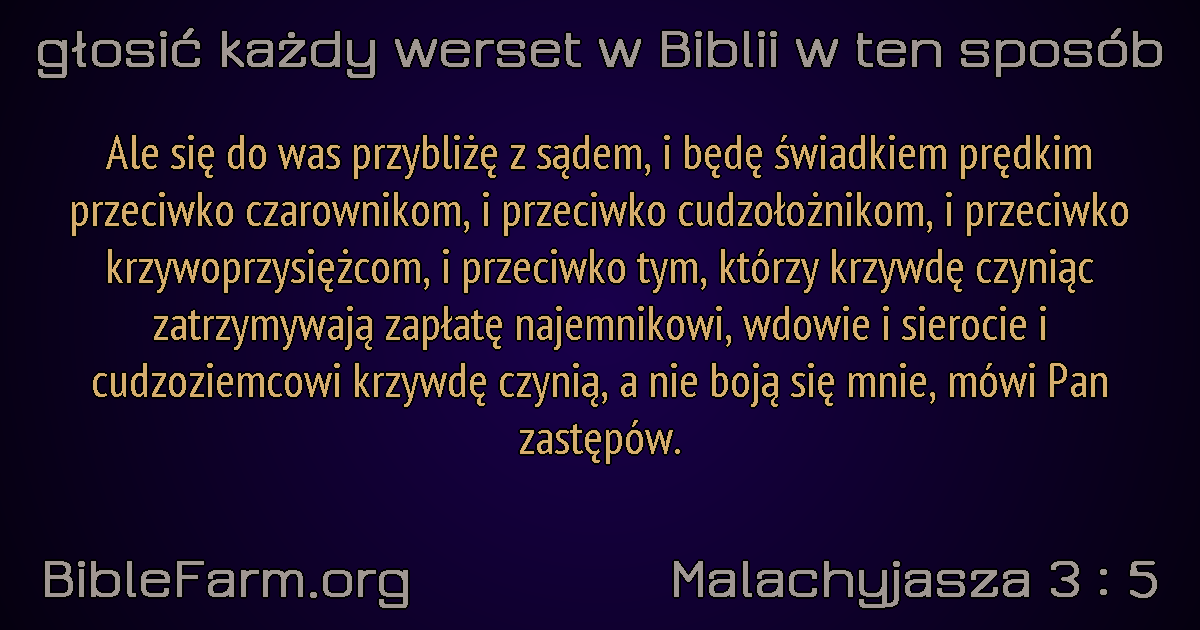 głosić każdy werset w Biblii w ten sposób
Ale się do was przybliżę z sądem, i będę świadkiem prędkim
przeciwko czarownikom, i przeciwko cudzołożnikom, i przeciwko
krzywoprzysiężcom, i przeciwko tym, którzy krzywdę czyniąc
zatrzymywają zapłatę najemnikowi, wdowie i sierocie i
cudzoziemcowi krzywdę czynią, a nie boją się mnie, mówi Pan
zastępów.
BibleFarm.org
Malachyjasza 3 : 5